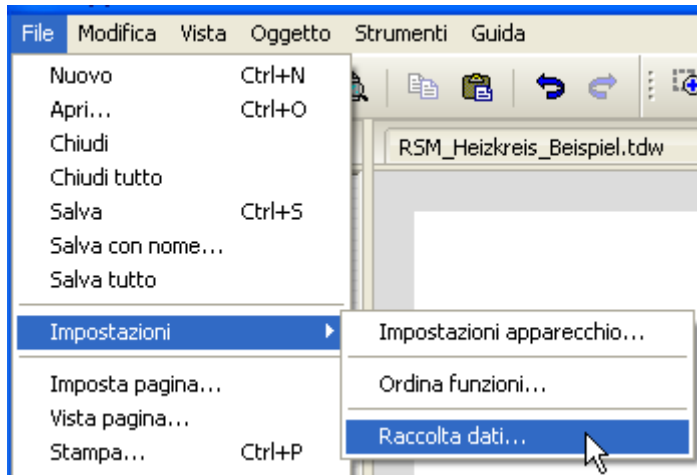 File Modifica Vista Oggetto Strumenti Guida
Nuovo Ctrl+N
Apri... Ctrl+O
Chiudi
Chiudi tutto
Salva Ctrl+S
Salva con nome...
Salva tutto
Impostazioni
Imposta pagina...
Vista pagina...
Stampa... Ctrl+P
RSM_Heizkreis_Beispiel.tdw
Impostazioni apparecchio...
Ordina funzioni...
Raccolta dati...